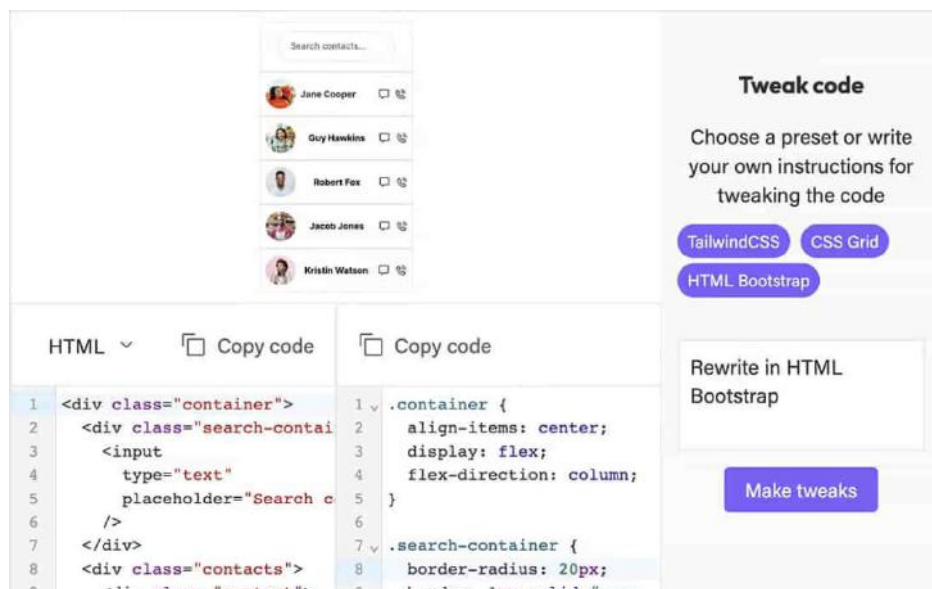 Search contacts...
Jane Cooper
Guy Hawkins
Robert Fox
Jacob Jones
Kristin Watson
HTML
Copy code
1 <div class="container">
2 <div class="search-contai
3 <input
4 type="text"
5 placeholder="Search c
6 />
7 </div>
8 <div class="contacts">
Copy code
1 .container {
2 align-items: center;
3 display: flex;
4 flex-direction: column;
5 }
6
7 .search-container {
8 border-radius: 20px;
Tweak code
Choose a preset or write
your own instructions for
tweaking the code
TailwindCSS
CSS Grid
HTML Bootstrap
Rewrite in HTML
Bootstrap
Make tweaks